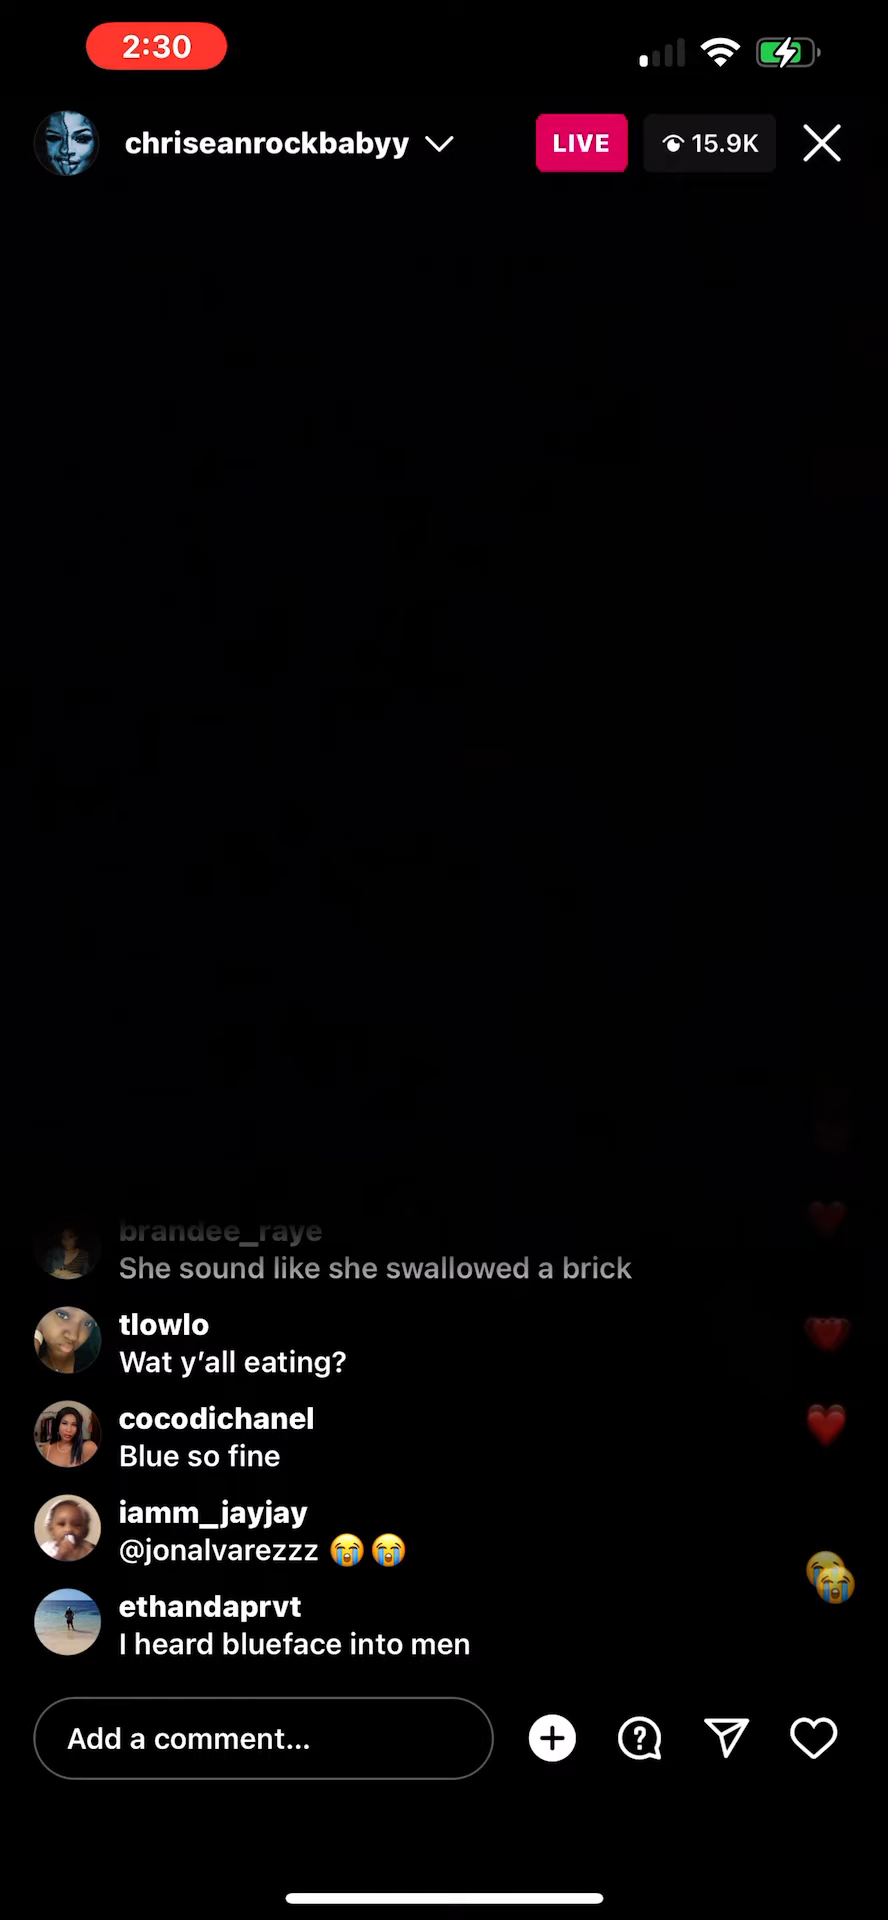 2:30
chriseanrockbabyy LIVE 15.9K
brandee_raye
She sound like she swallowed a brick
tlowlo
Wat y'all eating?
cocodichanel
Blue so fine
iamm_jayjay
@jonalvarezzz 😭😭
ethandaprvt
I heard blueface into men
Add a comment...